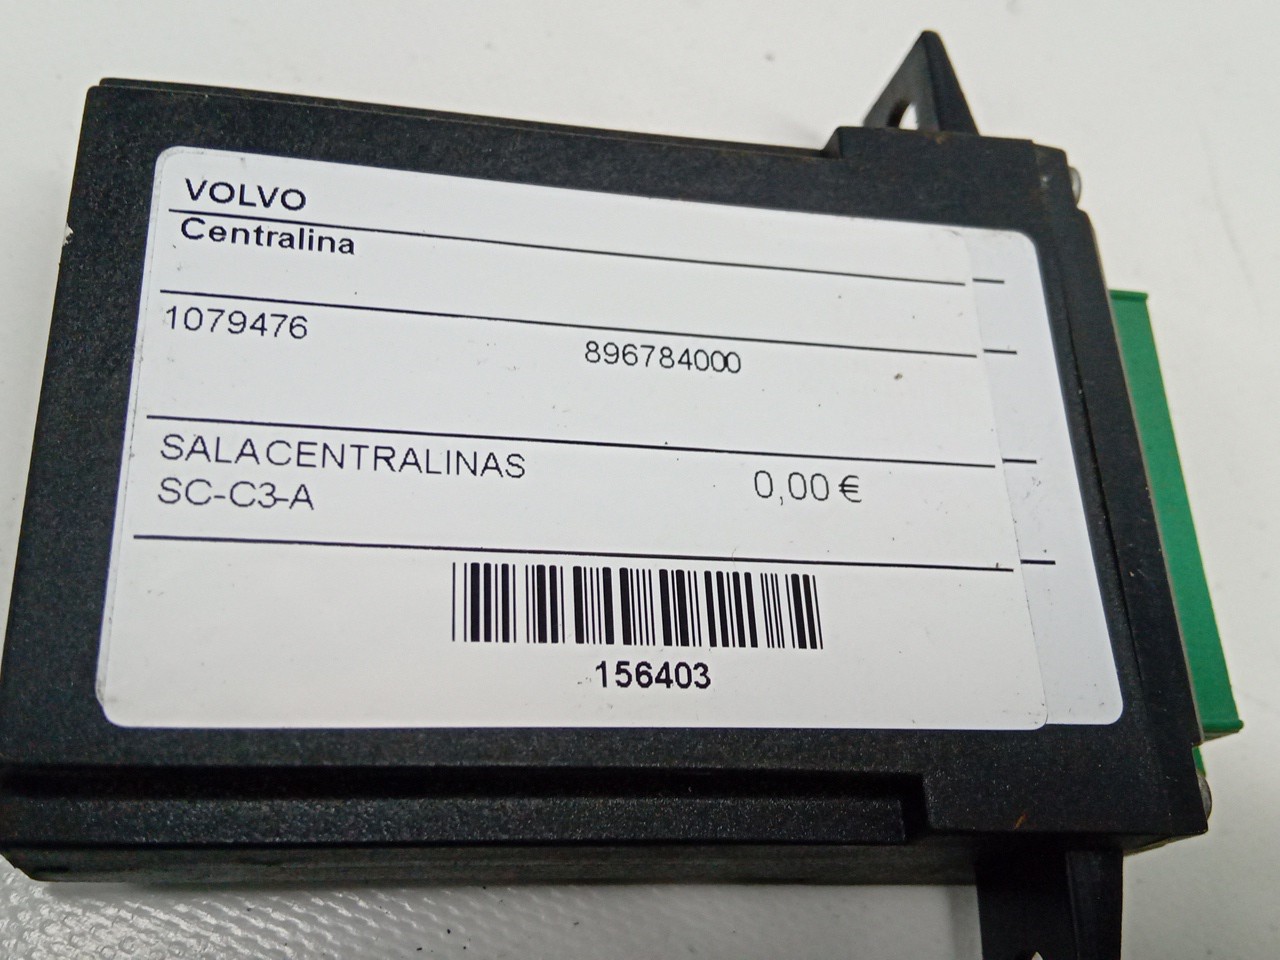 VOLVO
Centralina
1079476 896784000
SALACENTRALINAS 0,00 €
SC-C3-A
156403